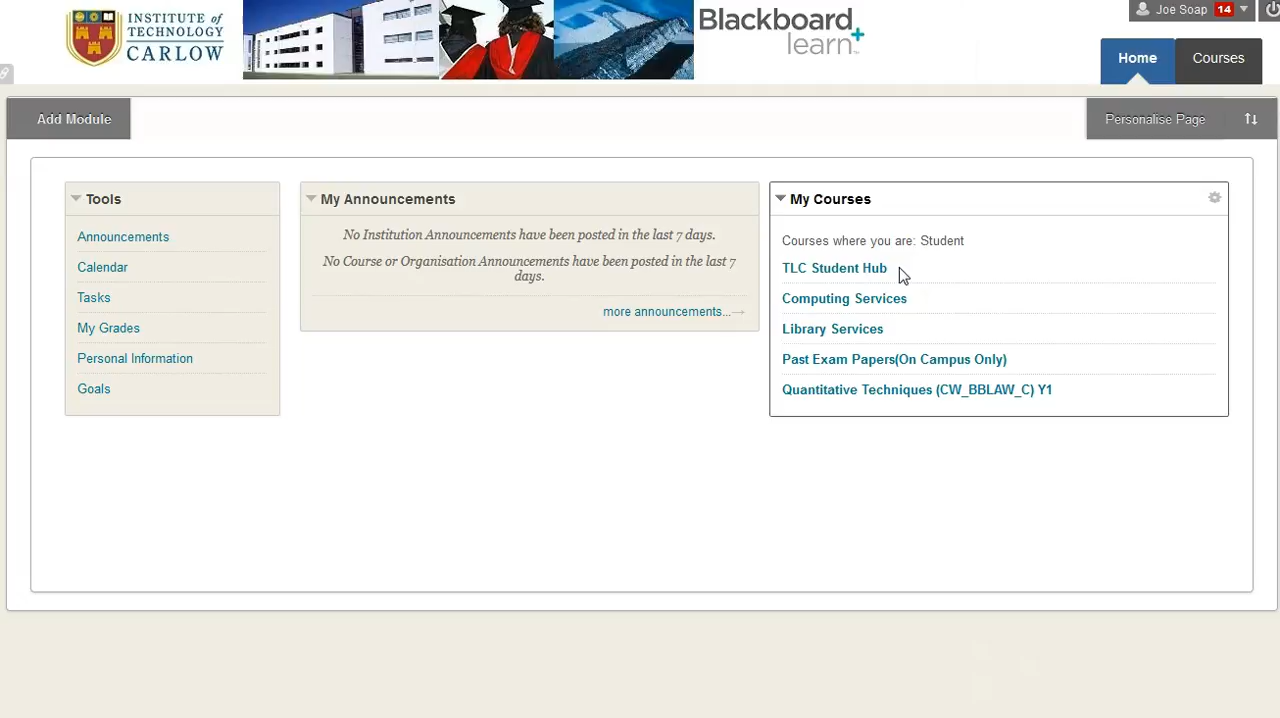 INSTITUTE of
TECHNOLOGY
CARLOW
Blackboard
learn+
Joe Soap 14
Home
Courses
Add Module
Personalise Page
Tools
Announcements
Calendar
Tasks
My Grades
Personal Information
Goals
My Announcements
No Institution Announcements have been posted in the last 7 days.
No Course or Organisation Announcements have been posted in the last 7
days.
more announcements...→
My Courses
Courses where you are: Student
TLC Student Hub
Computing Services
Library Services
Past Exam Papers(On Campus Only)
Quantitative Techniques (CW_BBLAW_C) Y1